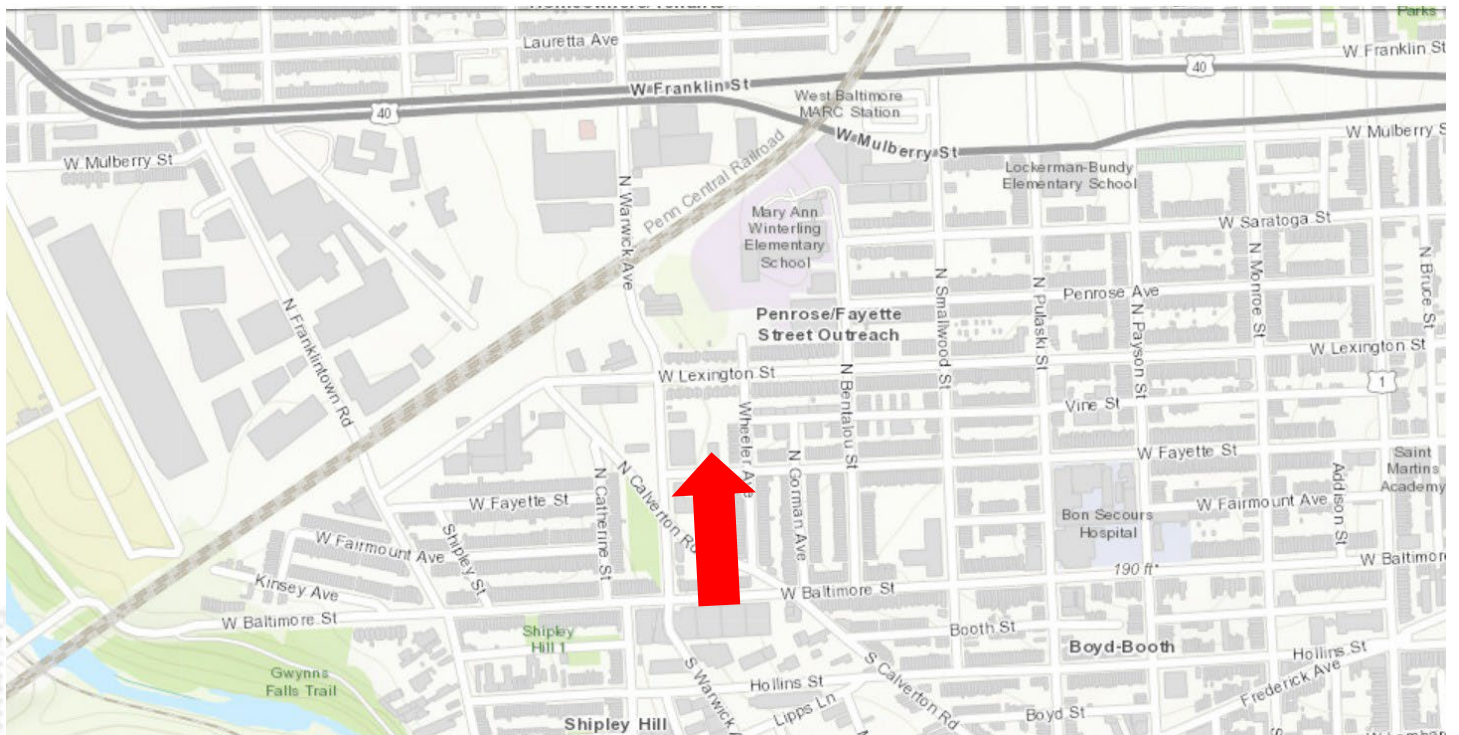 Homeowners/Tenants
Parks
Lauretta Ave
W Franklin St
40
W Franklin St
40
West Baltimore
MARC Station
W Mulberry St
W Mulberry S
W Mulberry St
Penn Central Railroad
Lockerman-Bundy
Elementary School
N Warwick Ave
Mary Ann
Winterling
Elementary
School
W Saratoga St
N Franklintown Rd
N Smallwood St
N Pulaski St
Penrose Ave
N Payson St
N Monroe St
N Bruce St
Penrose/Fayette
Street Outreach
W Lexington St
W Lexington St
N Bentalou St
1
Vine St
Wheeler Ave
N Gorman Ave
W Fayette St
Saint
Martins
Academy
Addison St
N Calverton Rd
N Catherine St
W Fayette St
W Fairmount Ave
Bon Secours
Hospital
W Fairmount Ave
Shipley St
190 ft
W Baltimore
Kinsey Ave
W Baltimore St
W Baltimore St
Shipley
Hill 1
Booth St
Boyd-Booth
Hollins St
Gwynns
Falls Trail
S Warwick A
Hollins St
S Calverton Rd
Frederick Ave
Lipps Ln
Boyd St
Shipley Hill